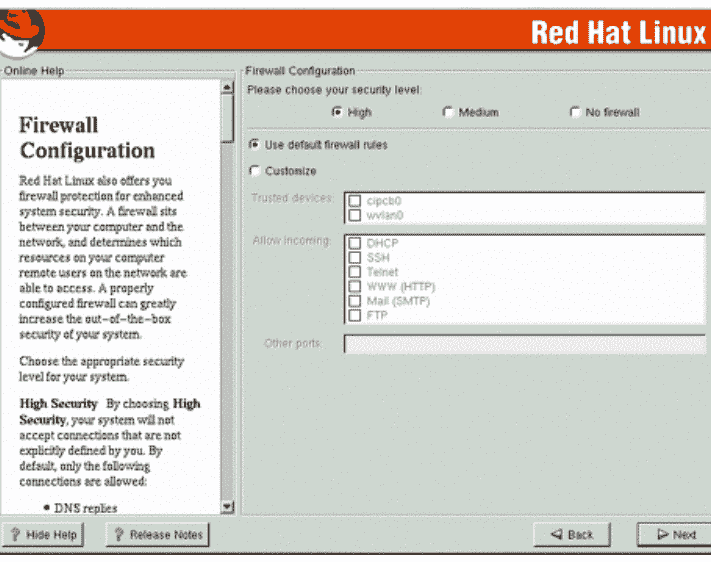 Red Hat Linux
Online Help
Firewall
Configuration
Red Hat Linux also offers you
firewall protection for enhanced
system security. A firewall sits
between your computer and the
network, and determines which
resources on your computer
remote users on the network are
able to access. A properly
configured firewall can greatly
increase the out-of-the-box
security of your system.
Choose the appropriate security
level for your system.
High Security By choosing High
Security, your system will not
accept connections that are not
explicitly defined by you. By
default, only the following
connections are allowed:
• DNS replies
Firewall Configuration
Please choose your security level:
High Medium No firewall
Use default firewall rules
Customize
Trusted devices: cipcb0
wvlan0
Allow incoming: DHCP
SSH
Telnet
WWW (HTTP)
Mail (SMTP)
FTP
Other ports:
? Hide Help ? Release Notes Back Next